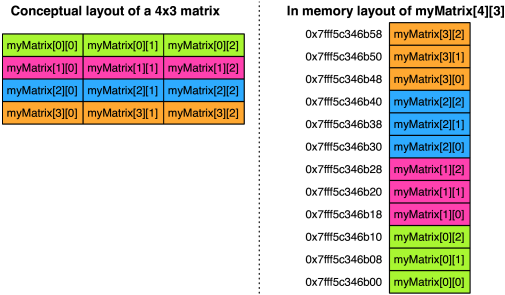 Conceptual layout of a 4x3 matrix
myMatrix[0][0] myMatrix[0][1] myMatrix[0][2]
myMatrix[1][0] myMatrix[1][1] myMatrix[1][2]
myMatrix[2][0] myMatrix[2][1] myMatrix[2][2]
myMatrix[3][0] myMatrix[3][1] myMatrix[3][2]
In memory layout of myMatrix[4][3]
0x7fff5c346b58 myMatrix[3][2]
0x7fff5c346b50 myMatrix[3][1]
0x7fff5c346b48 myMatrix[3][0]
0x7fff5c346b40 myMatrix[2][2]
0x7fff5c346b38 myMatrix[2][1]
0x7fff5c346b30 myMatrix[2][0]
0x7fff5c346b28 myMatrix[1][2]
0x7fff5c346b20 myMatrix[1][1]
0x7fff5c346b18 myMatrix[1][0]
0x7fff5c346b10 myMatrix[0][2]
0x7fff5c346b08 myMatrix[0][1]
0x7fff5c346b00 myMatrix[0][0]